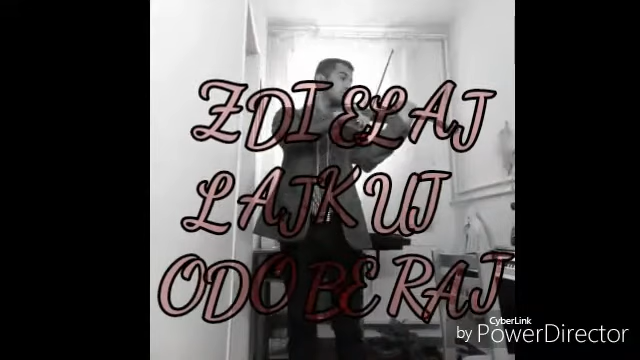 ZDIELAJ
LAJKUJ
ODOBERAJ
CyberLink
by PowerDirector